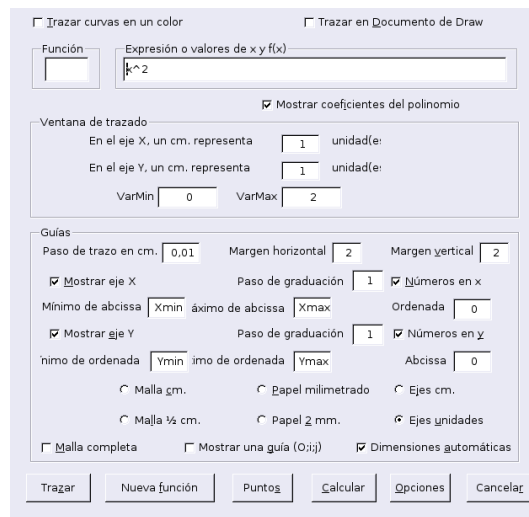 Trazar curvas en un color Trazar en Documento de Draw
Función Expresión o valores de x y f(x)
x^2
Mostrar coeficientes del polinomio
Ventana de trazado
En el eje X, un cm. representa 1 unidad(e:
En el eje Y, un cm. representa 1 unidad(e:
VarMin 0 VarMax 2
Guías
Paso de trazo en cm. 0,01 Margen horizontal 2 Margen vertical 2
Mostrar eje X Paso de graduación 1 Números en x
Mínimo de abcissa Xmin áximo de abcissa Xmax Ordenada 0
Mostrar eje Y Paso de graduación 1 Números en y
nimo de ordenada Ymin imo de ordenada Ymax Abcissa 0
Malla cm. Papel milimetrado Ejes cm.
Malla ½ cm. Papel 2 mm. Ejes unidades
Malla completa Mostrar una guía (O;i;j) Dimensiones automáticas
Trazar Nueva función Puntos Calcular Opciones Cancelar